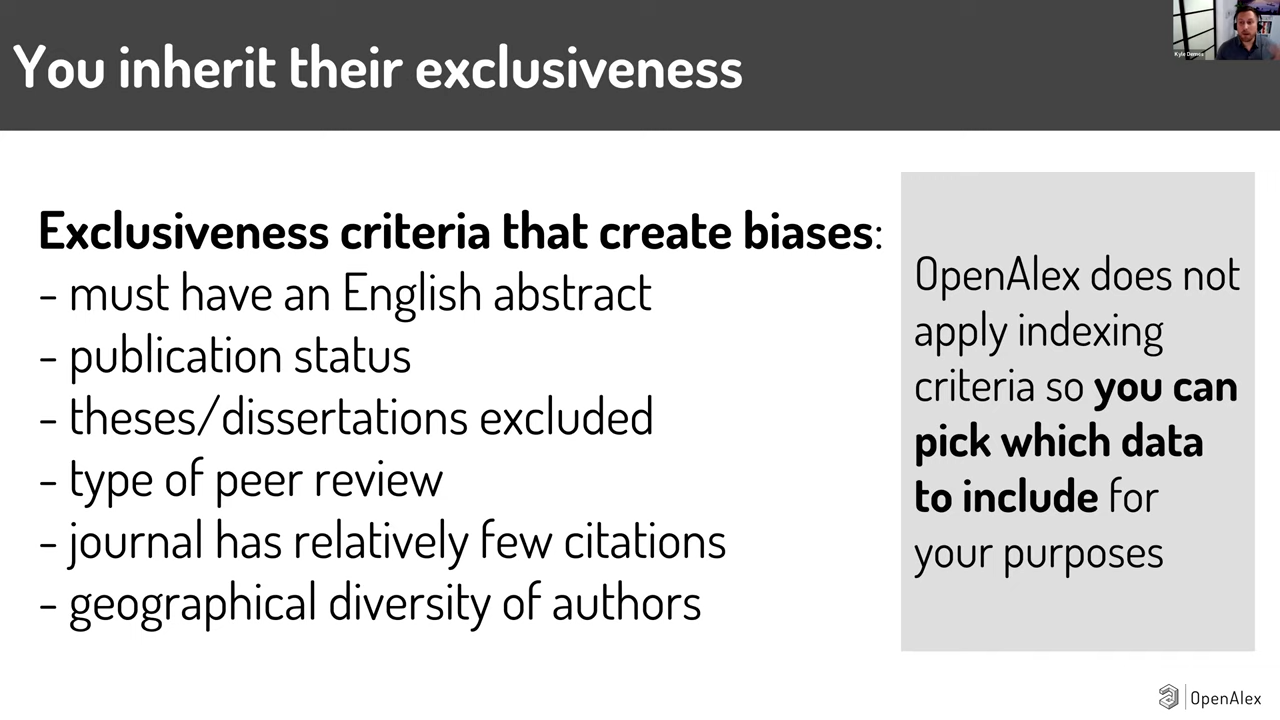 You inherit their exclusiveness
Exclusiveness criteria that create biases:
- must have an English abstract
- publication status
- theses/dissertations excluded
- type of peer review
- journal has relatively few citations
- geographical diversity of authors
OpenAlex does not
apply indexing
criteria so you can
pick which data
to include for
your purposes
OpenAlex